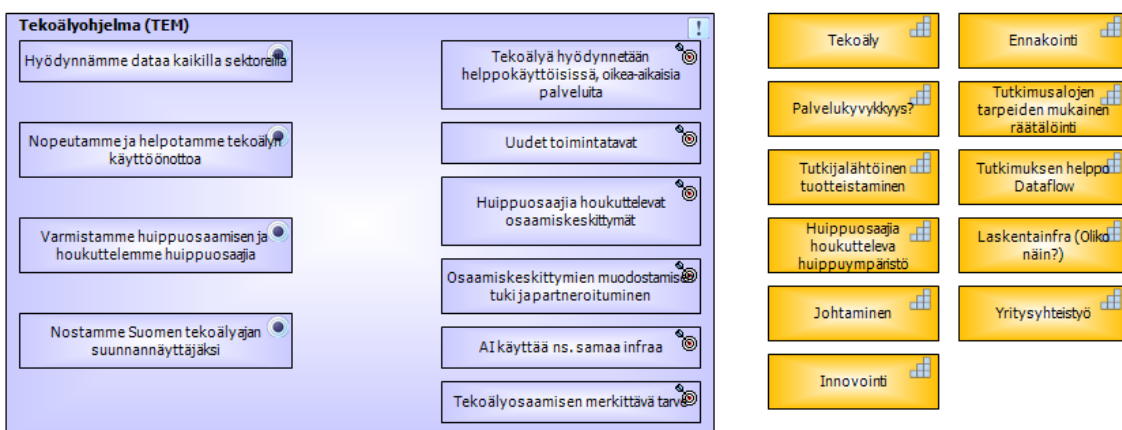 Tekoälyohjelma (TEM)
!
Hyödynnämme dataa kaikilla sektoreilla
Nopeutamme ja helpotamme tekoälyn
käyttöönottoa
Varmistamme huippuosaamisen ja
houkuttelemme huippuosaajia
Nostamme Suomen tekoälyajan
suunnannäyttäjäksi
Tekoälyä hyödynnetään
helppokäyttöisissä, oikea-aikaisia
palveluita
Uudet toimintatavat
Huippuosaajia houkuttelevat
osaamiskeskittymät
Osaamiskeskittymien muodostamisen
tuki ja partneroituminen
AI käyttää ns. samaa infraa
Tekoälyosaamisen merkittävä tarve
Tekoäly
Ennakointi
Palvelukyvykkyys?
Tutkimusalojen
tarpeiden mukainen
räätälöinti
Tutkijalähtöinen
tuotteistaminen
Tutkimuksen helppo
Dataflow
Huippuosaajia
houkutteleva
huippuympäristö
Laskentainfra (Oliko
näin?)
Johtaminen
Yritysyhteistyö
Innovointi